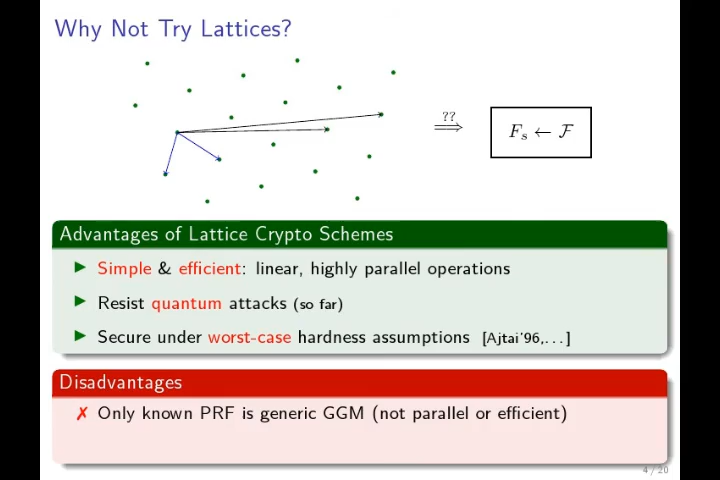 Why Not Try Lattices?
??
⟹
F_s ← 𝓕
Advantages of Lattice Crypto Schemes
▶ Simple & efficient: linear, highly parallel operations
▶ Resist quantum attacks (so far)
▶ Secure under worst-case hardness assumptions [Ajtai'96,...]
Disadvantages
✗ Only known PRF is generic GGM (not parallel or efficient)
4 / 20